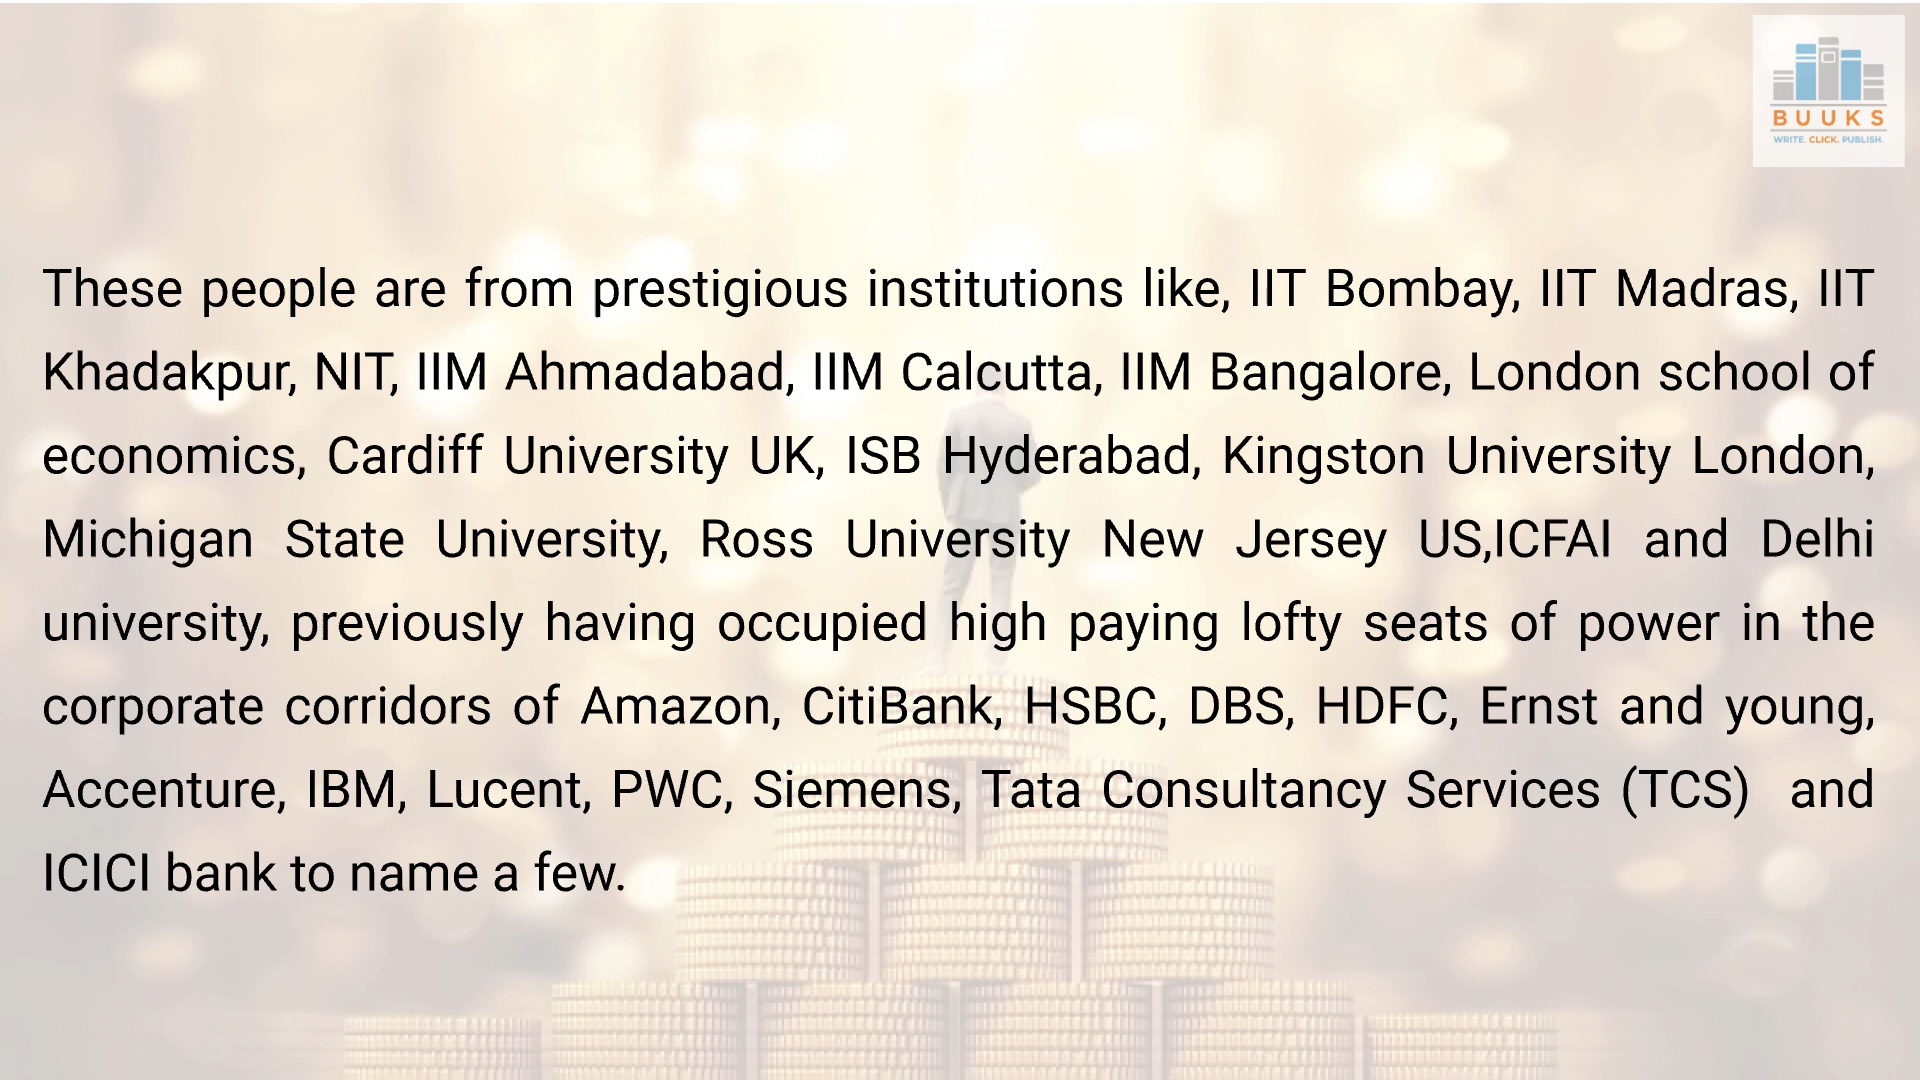 BUUKS
WRITE. CLICK. PUBLISH.
These people are from prestigious institutions like, IIT Bombay, IIT Madras, IIT
Khadakpur, NIT, IIM Ahmadabad, IIM Calcutta, IIM Bangalore, London school of
economics, Cardiff University UK, ISB Hyderabad, Kingston University London,
Michigan State University, Ross University New Jersey US,ICFAI and Delhi
university, previously having occupied high paying lofty seats of power in the
corporate corridors of Amazon, CitiBank, HSBC, DBS, HDFC, Ernst and young,
Accenture, IBM, Lucent, PWC, Siemens, Tata Consultancy Services (TCS)  and
ICICI bank to name a few.